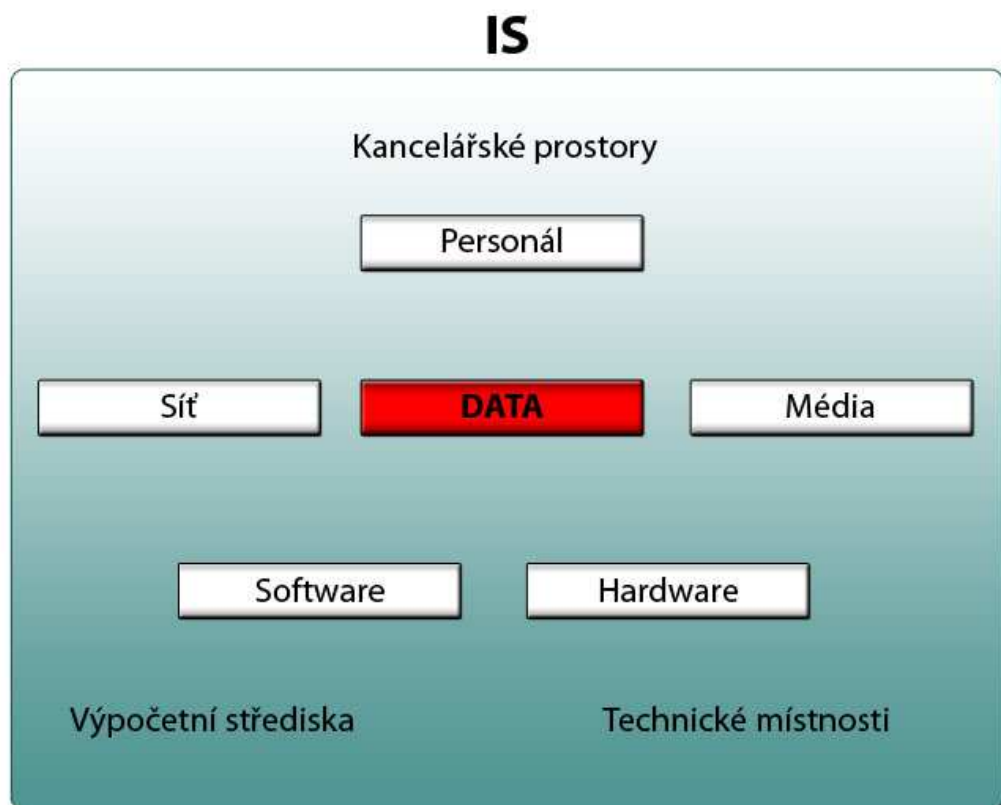 IS
Kancelářské prostory
Personál
Síť
DATA
Média
Software
Hardware
Výpočetní střediska
Technické místnosti